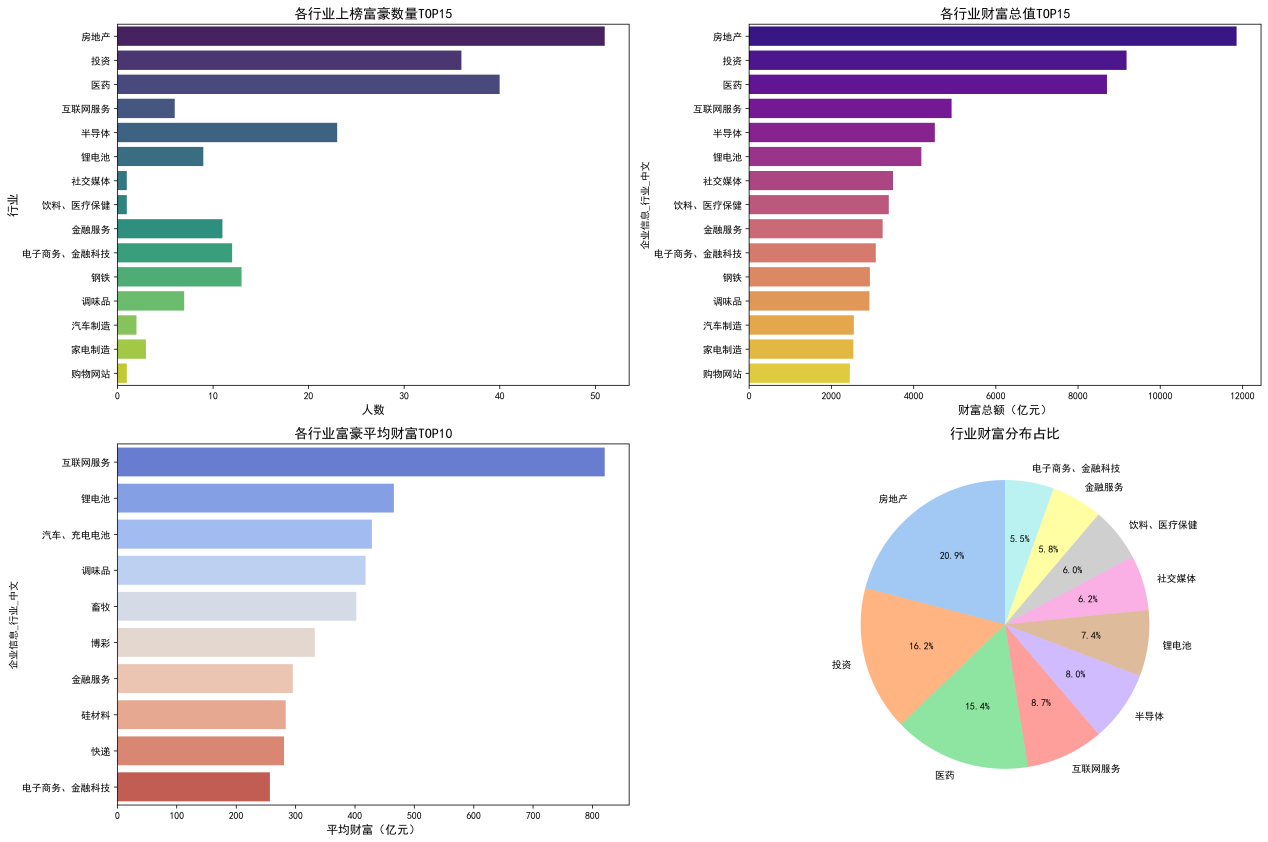 各行业上榜富豪数量TOP15
行业
房地产
投资
医药
互联网服务
半导体
锂电池
社交媒体
饮料、医疗保健
金融服务
电子商务、金融科技
钢铁
调味品
汽车制造
家电制造
购物网站
0 10 20 30 40 50
人数
各行业财富总值TOP15
企业信息_行业_中文
房地产
投资
医药
互联网服务
半导体
锂电池
社交媒体
饮料、医疗保健
金融服务
电子商务、金融科技
钢铁
调味品
汽车制造
家电制造
购物网站
0 2000 4000 6000 8000 10000 12000
财富总额（亿元）
各行业富豪平均财富TOP10
企业信息_行业_中文
互联网服务
锂电池
汽车、充电电池
调味品
畜牧
博彩
金融服务
硅材料
快递
电子商务、金融科技
0 100 200 300 400 500 600 700 800
平均财富（亿元）
行业财富分布占比
房地产
20.9%
投资
16.2%
医药
15.4%
互联网服务
8.7%
半导体
8.0%
锂电池
7.4%
社交媒体
6.2%
饮料、医疗保健
6.0%
金融服务
5.8%
电子商务、金融科技
5.5%